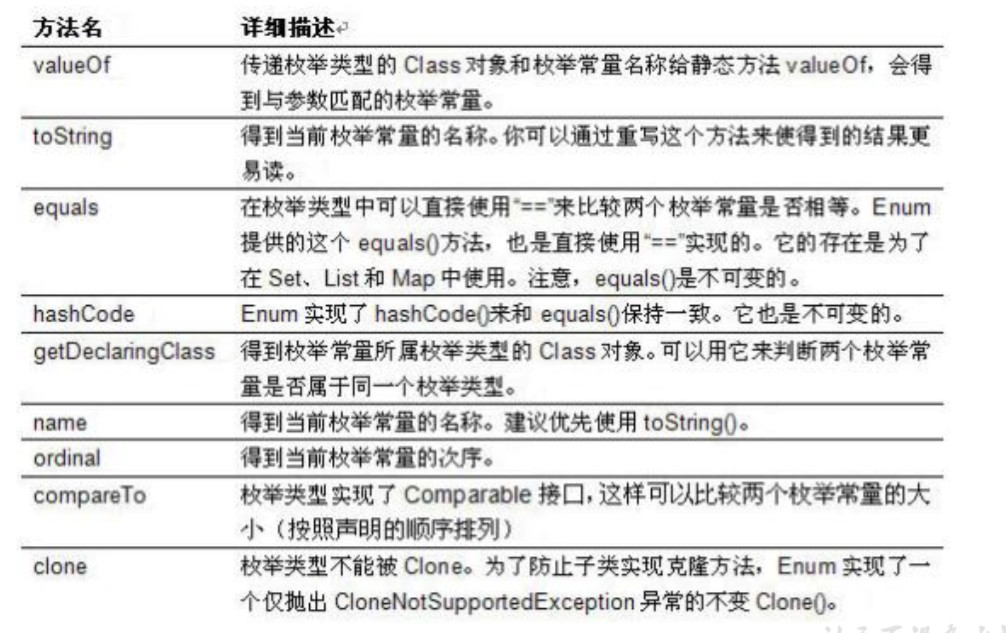 方法名 详细描述↵
valueOf 传递枚举类型的 Class 对象和枚举常量名称给静态方法 valueOf，会得
到与参数匹配的枚举常量。
toString 得到当前枚举常量的名称。你可以通过重写这个方法来使得到的结果更
易读。
equals 在枚举类型中可以直接使用“==”来比较两个枚举常量是否相等。Enum
提供的这个 equals()方法，也是直接使用“==”实现的。它的存在是为了
在 Set、List 和 Map 中使用。注意，equals()是不可变的。
hashCode Enum 实现了 hashCode()来和 equals()保持一致。它也是不可变的。
getDeclaringClass 得到枚举常量所属枚举类型的 Class 对象。可以用它来判断两个枚举常
量是否属于同一个枚举类型。
name 得到当前枚举常量的名称。建议优先使用 toString()。
ordinal 得到当前枚举常量的次序。
compareTo 枚举类型实现了 Comparable 接口，这样可以比较两个枚举常量的大
小（按照声明的顺序排列）
clone 枚举类型不能被 Clone。为了防止子类实现克隆方法，Enum 实现了一
个仅抛出 CloneNotSupportedException 异常的不变 Clone()。